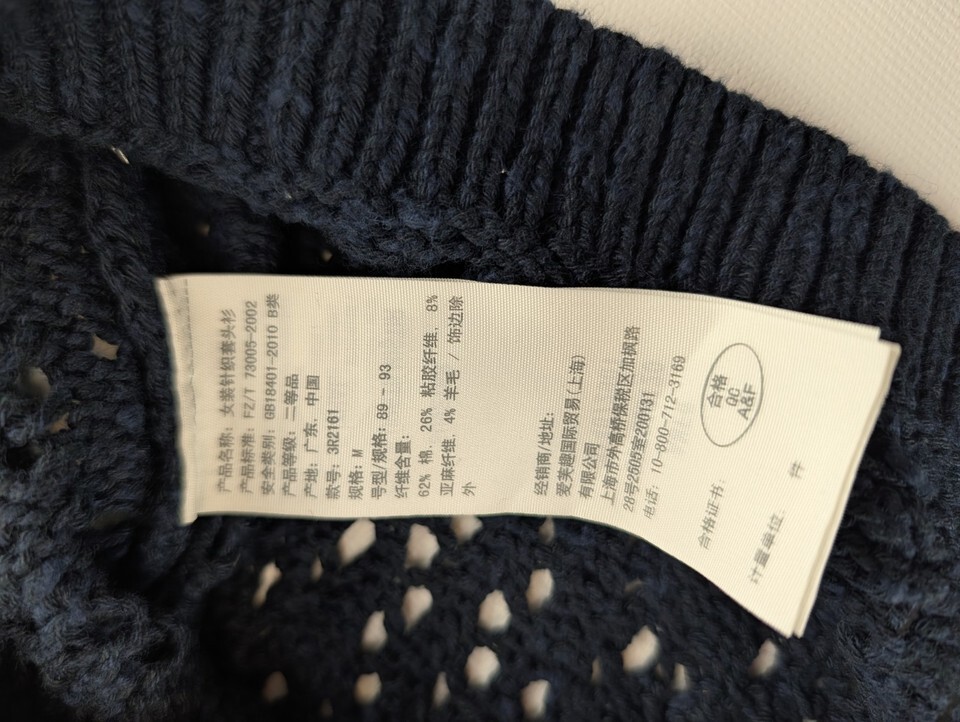 产品名称: 女装针织套头衫
产品标准: FZ/T 73005-2002
安全类别: GB18401-2010 B类
产品等级: 二等品
产地: 广东, 中国
款号: 3R2161
规格: M
号型/规格: 89 - 93
纤维含量:
62% 棉, 26% 粘胶纤维, 8%
亚麻纤维, 4% 羊毛 / 饰边除
外
经销商/地址:
爱芙趣国际贸易(上海)
有限公司
上海市外高桥保税区加枫路
28号2505室200131
电话: 10-800-712-3169
合格证书:
合格
QC
A&F
计量单位: 件